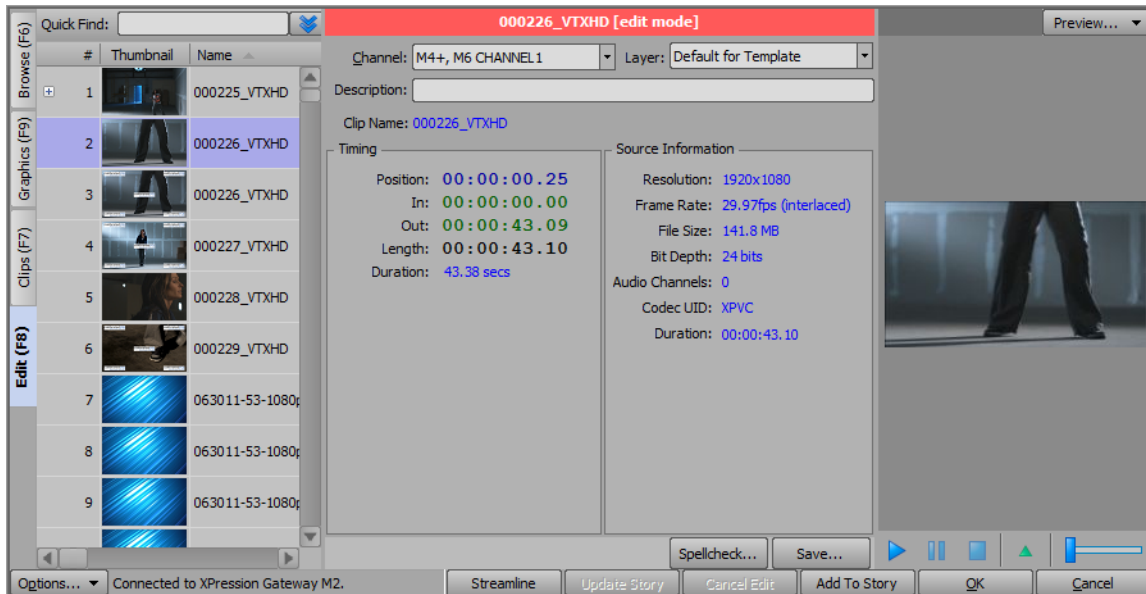 Quick Find:
000226_VTXHD [edit mode]
Preview...
Browse (F6)
Graphics (F9)
Clips (F7)
Edit (F8)
# Thumbnail Name
1 000225_VTXHD
2 000226_VTXHD
3 000226_VTXHD
4 000227_VTXHD
5 000228_VTXHD
6 000229_VTXHD
7 063011-53-1080p
8 063011-53-1080p
9 063011-53-1080p
Channel: M4+, M6 CHANNEL1 Layer: Default for Template
Description:
Clip Name: 000226_VTXHD
Timing
Position: 00:00:00.25
In: 00:00:00.00
Out: 00:00:43.09
Length: 00:00:43.10
Duration: 43.38 secs
Source Information
Resolution: 1920x1080
Frame Rate: 29.97fps (interlaced)
File Size: 141.8 MB
Bit Depth: 24 bits
Audio Channels: 0
Codec UID: XPVC
Duration: 00:00:43.10
Spellcheck... Save...
Options... Connected to XPression Gateway M2. Streamline Update Story Cancel Edit Add To Story OK Cancel